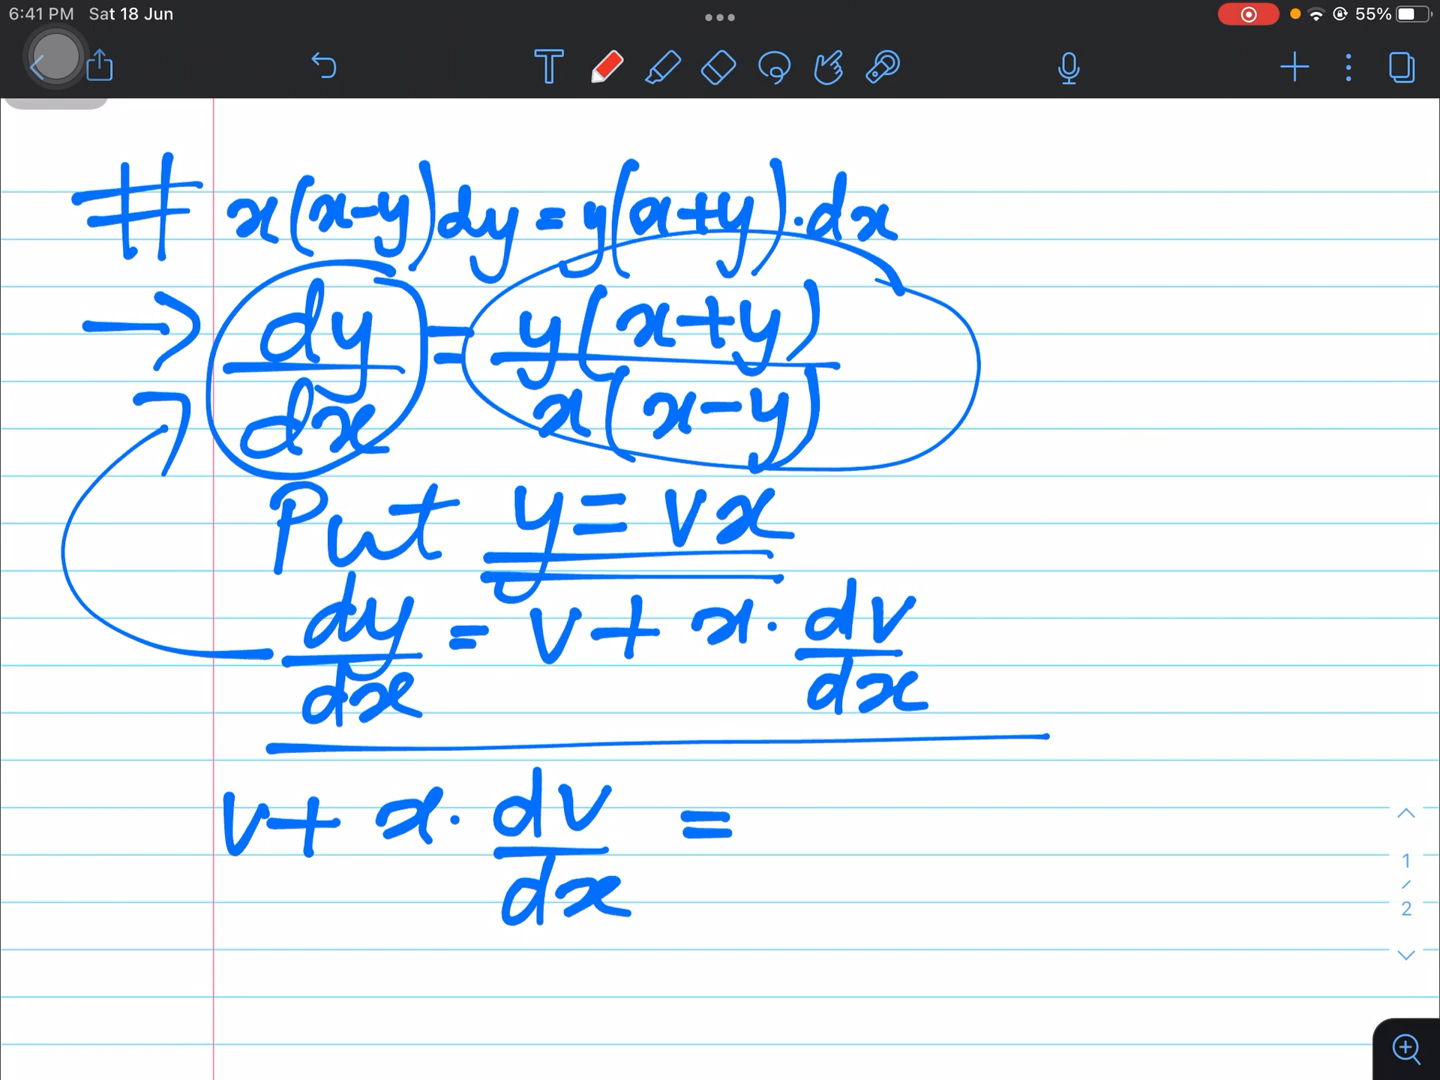 6:41 PM Sat 18 Jun
55%
T
# x(x-y)dy=y(x+y).dx
→ dy/dx = y(x+y)/x(x-y)
Put y=vx
dy/dx = v+x.dv/dx
v+x.dv/dx =
1
/
2